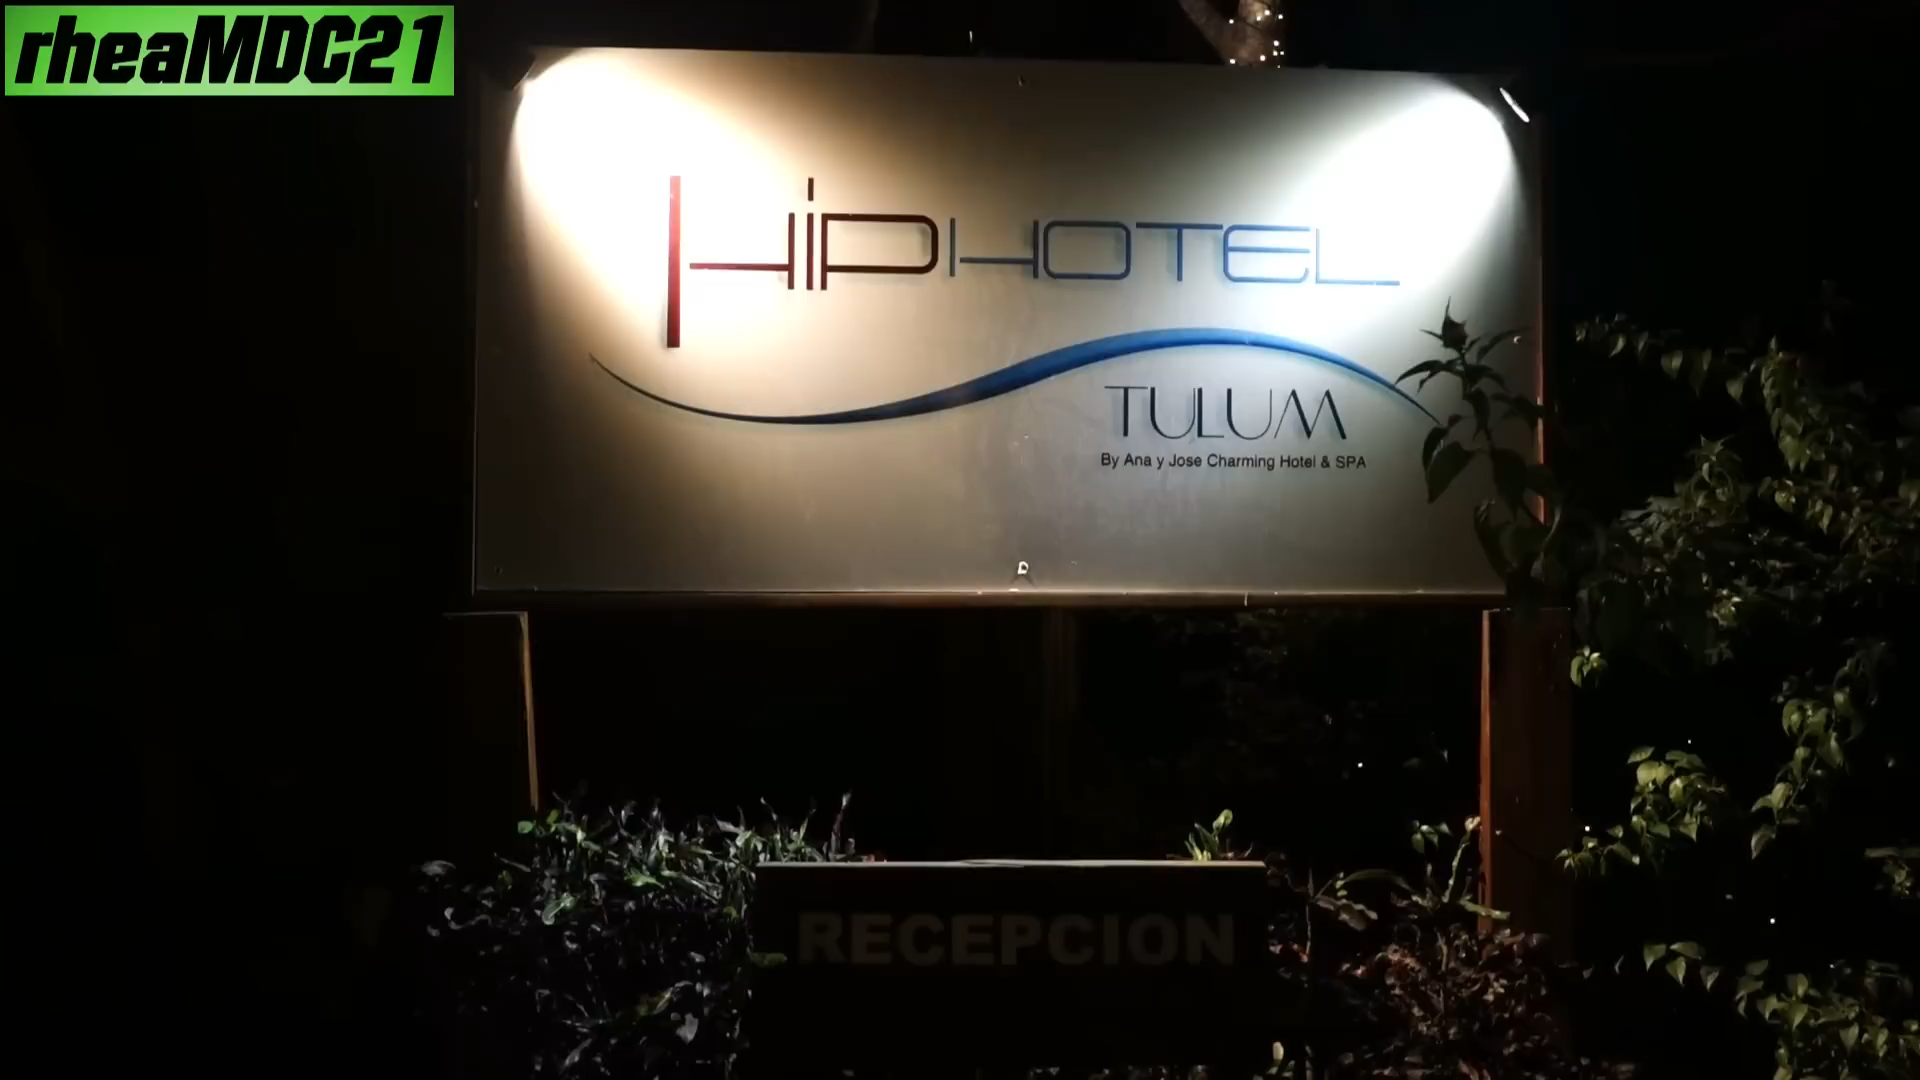 rheaMDC21
HipHOTEL
TULUM
By Ana y Jose Charming Hotel & SPA
RECEPCION